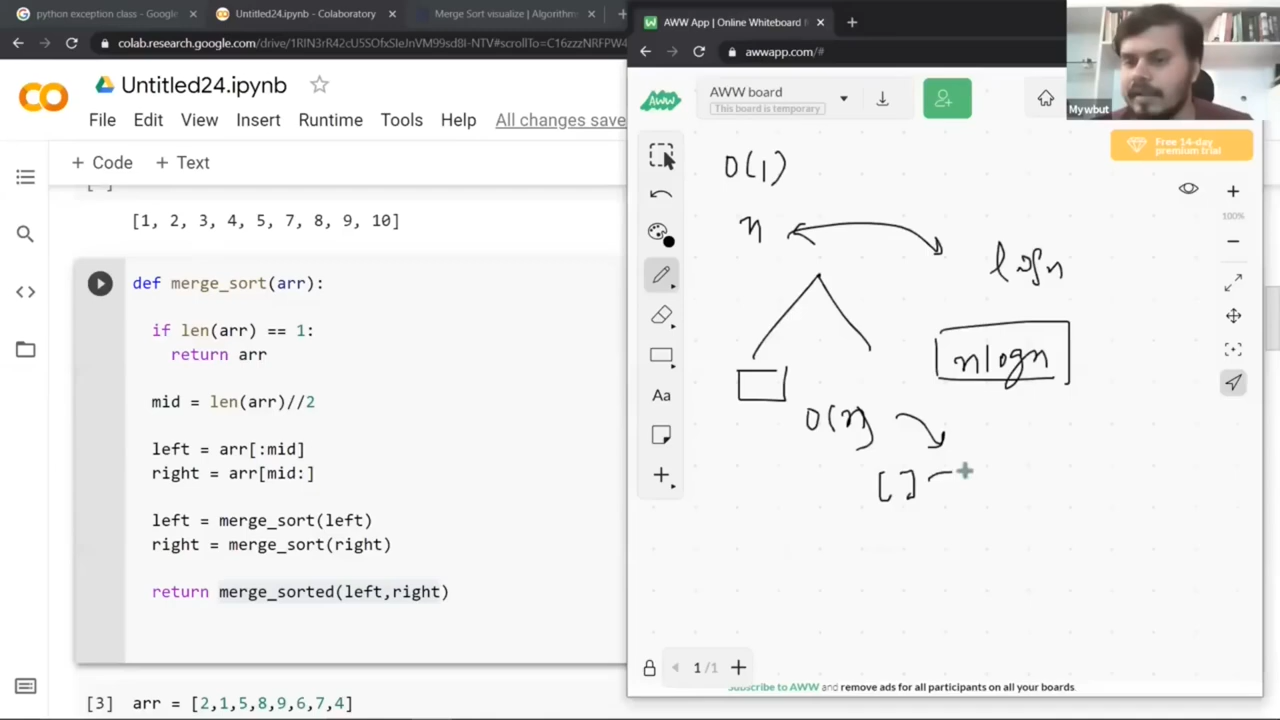 python exception class - Google
Untitled24.ipynb - Colaboratory
Merge Sort visualize | Algorithm
AWW App | Online Whiteboard f
colab.research.google.com/drive/1RIN3rR42cU5SOfxSIeJnVM99sd8I-NTV#scrollTo=C16zzzNRFPW4
awwapp.com/#
Untitled24.ipynb
File Edit View Insert Runtime Tools Help All changes save
+ Code + Text
[1, 2, 3, 4, 5, 7, 8, 9, 10]
def merge_sort(arr):
if len(arr) == 1:
return arr
mid = len(arr)//2
left = arr[:mid]
right = arr[mid:]
left = merge_sort(left)
right = merge_sort(right)
return merge_sorted(left,right)
[3] arr = [2,1,5,8,9,6,7,4]
AWW
AWW board
This board is temporary
Mywbut
Free 14-day
premium trial
100%
O(1)
n
logn
nlogn
O(n)
[ ]
Aa
1 /1
Subscribe to AWW and remove ads for all participants on all your boards